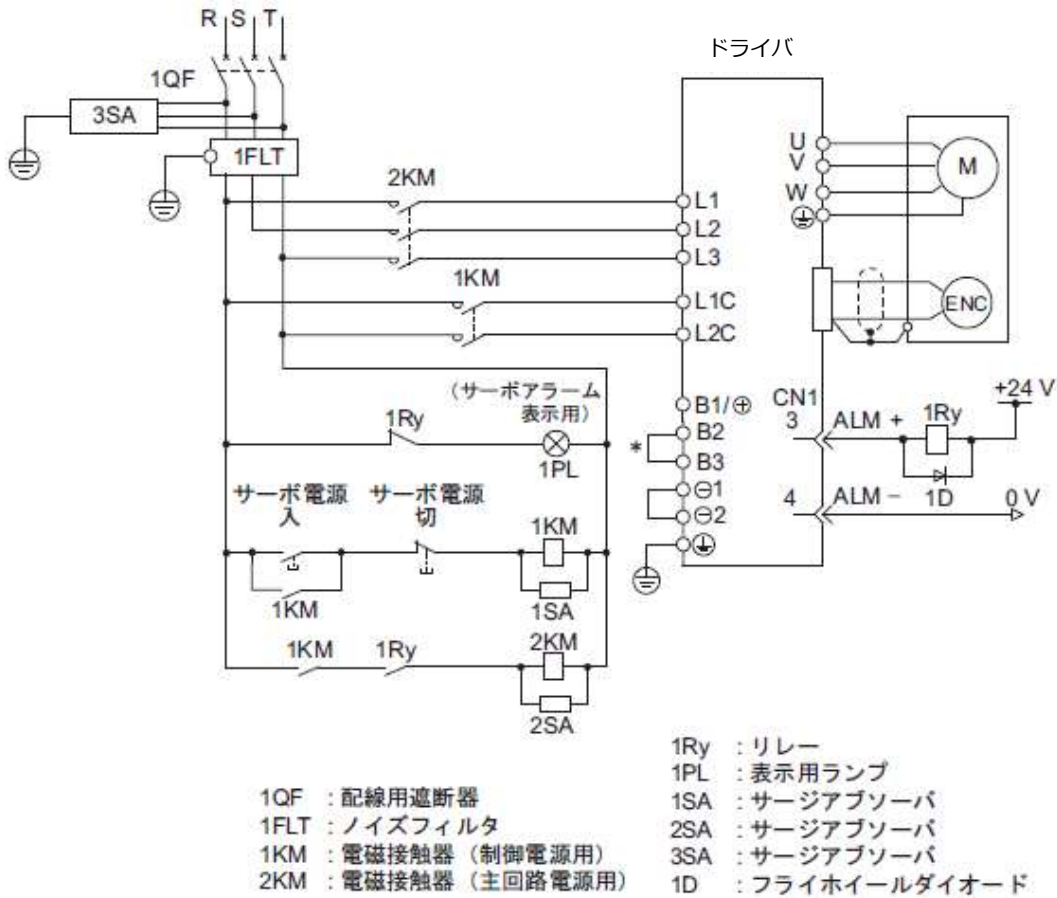 R S T
ドライバ
1QF
3SA
1FLT
U
V
W
M
2KM
L1
L2
L3
1KM
L1C
L2C
ENC
(サーボアラーム
表示用)
1Ry
1PL
B1/⊕
B2
*
B3
⊖1
⊖2
CN1
3
ALM +
1Ry
+24 V
1D
4
ALM −
0 V
サーボ電源
入
サーボ電源
切
1KM
1KM
1SA
1KM
1Ry
2KM
2SA
1QF : 配線用遮断器
1FLT : ノイズフィルタ
1KM : 電磁接触器(制御電源用)
2KM : 電磁接触器(主回路電源用)
1Ry : リレー
1PL : 表示用ランプ
1SA : サージアブソーバ
2SA : サージアブソーバ
3SA : サージアブソーバ
1D : フライホイールダイオード